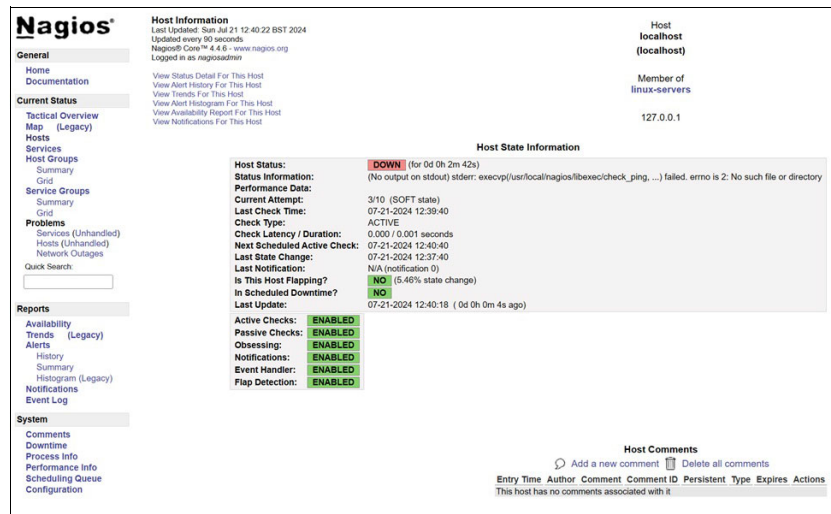 Nagios®
General
Home
Documentation
Current Status
Tactical Overview
Map (Legacy)
Hosts
Services
Host Groups
Summary
Grid
Service Groups
Summary
Grid
Problems
Services (Unhandled)
Hosts (Unhandled)
Network Outages
Quick Search:
Reports
Availability
Trends (Legacy)
Alerts
History
Summary
Histogram (Legacy)
Notifications
Event Log
System
Comments
Downtime
Process Info
Performance Info
Scheduling Queue
Configuration
Host Information
Last Updated: Sun Jul 21 12:40:22 BST 2024
Updated every 90 seconds
Nagios® Core™ 4.4.6 - www.nagios.org
Logged in as nagiosadmin
View Status Detail For This Host
View Alert History For This Host
View Trends For This Host
View Alert Histogram For This Host
View Availability Report For This Host
View Notifications For This Host
Host
localhost
(localhost)
Member of
linux-servers
127.0.0.1
Host State Information
Host Status: DOWN (for 0d 0h 2m 42s)
Status Information: (No output on stdout) stderr: execvp(/usr/local/nagios/libexec/check_ping, ...) failed. errno is 2: No such file or directory
Performance Data:
Current Attempt: 3/10 (SOFT state)
Last Check Time: 07-21-2024 12:39:40
Check Type: ACTIVE
Check Latency / Duration: 0.000 / 0.001 seconds
Next Scheduled Active Check: 07-21-2024 12:40:40
Last State Change: 07-21-2024 12:37:40
Last Notification: N/A (notification 0)
Is This Host Flapping? NO (5.46% state change)
In Scheduled Downtime? NO
Last Update: 07-21-2024 12:40:18 ( 0d 0h 0m 4s ago)
Active Checks: ENABLED
Passive Checks: ENABLED
Obsessing: ENABLED
Notifications: ENABLED
Event Handler: ENABLED
Flap Detection: ENABLED
Host Comments
Add a new comment Delete all comments
Entry Time Author Comment Comment ID Persistent Type Expires Actions
This host has no comments associated with it